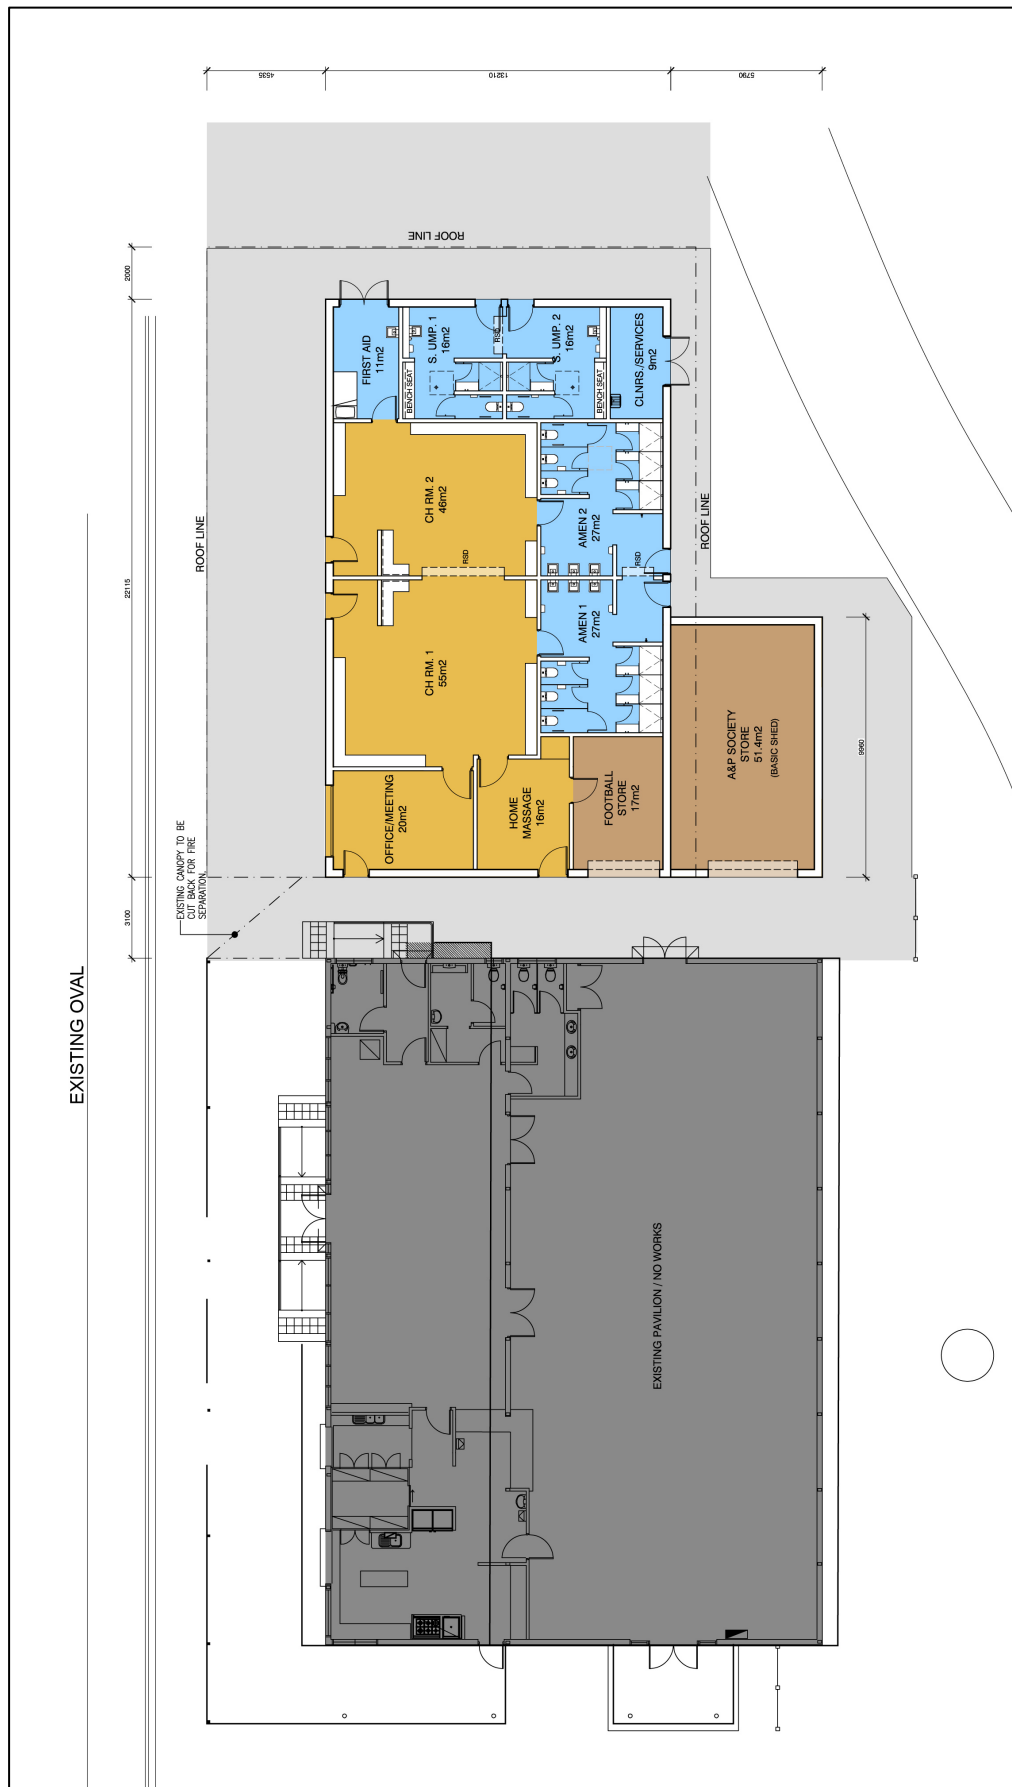 4535
13210
5790
2000
22115
3100
9960
ROOF LINE
ROOF LINE
ROOF LINE
FIRST AID
11m2
S. UMP. 1
16m2
RSD
S. UMP. 2
16m2
BENCH SEAT
BENCH SEAT
CLNRS./SERVICES
9m2
CH RM. 2
46m2
RSD
AMEN 2
27m2
RSD
CH RM. 1
55m2
AMEN 1
27m2
OFFICE/MEETING
20m2
HOME
MASSAGE
16m2
FOOTBALL
STORE
17m2
A&P SOCIETY
STORE
51.4m2
(BASIC SHED)
EXISTING CANOPY TO BE
CUT BACK FOR FIRE
SEPARATION
EXISTING OVAL
EXISTING PAVILION / NO WORKS